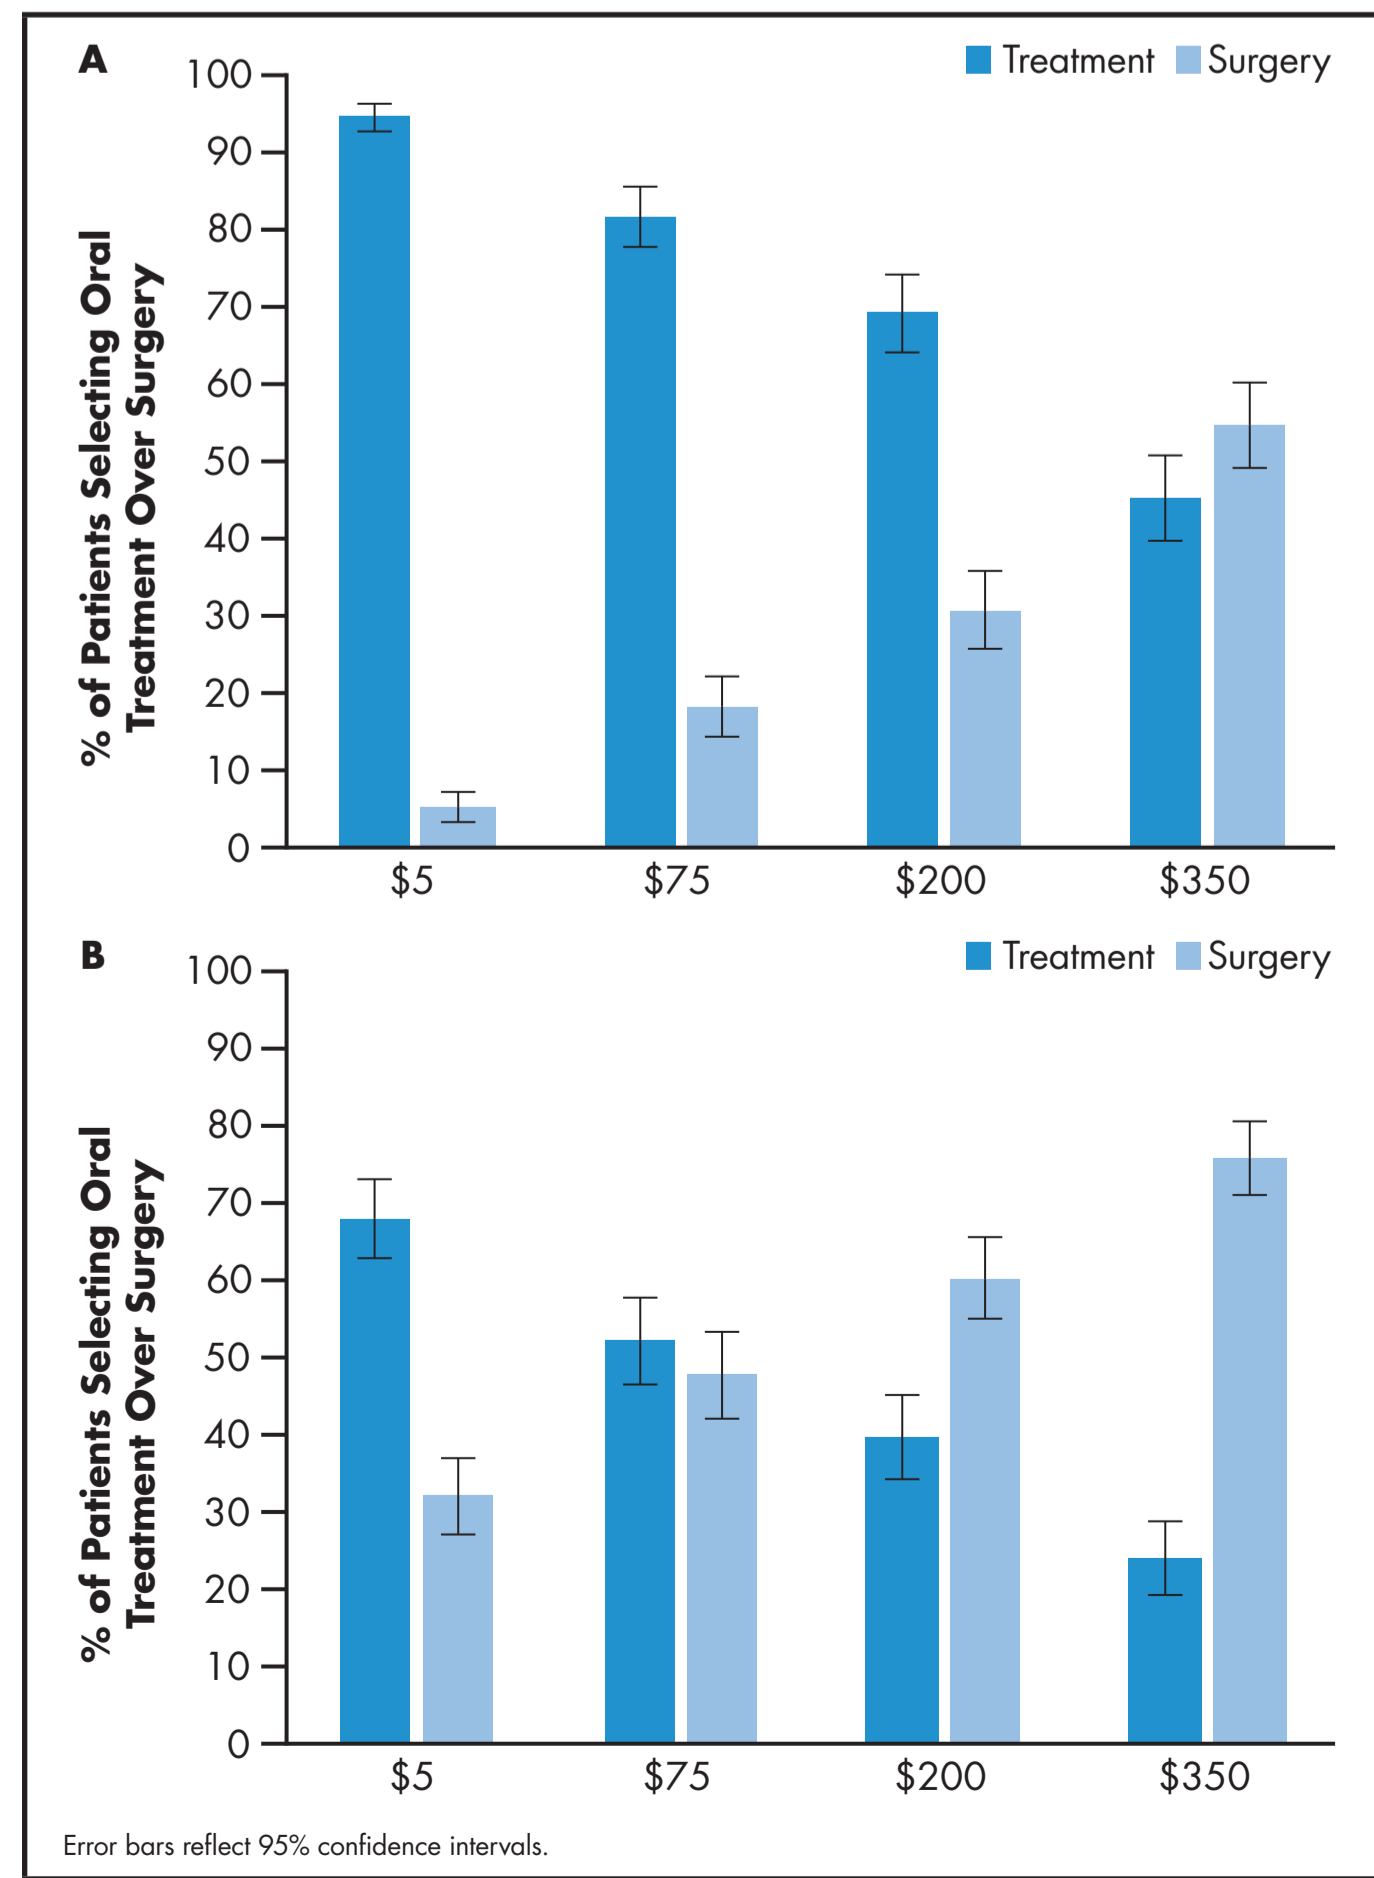 A
Treatment Surgery
% of Patients Selecting Oral
Treatment Over Surgery
100
90
80
70
60
50
40
30
20
10
0
$5 $75 $200 $350
B
Treatment Surgery
% of Patients Selecting Oral
Treatment Over Surgery
100
90
80
70
60
50
40
30
20
10
0
$5 $75 $200 $350
Error bars reflect 95% confidence intervals.